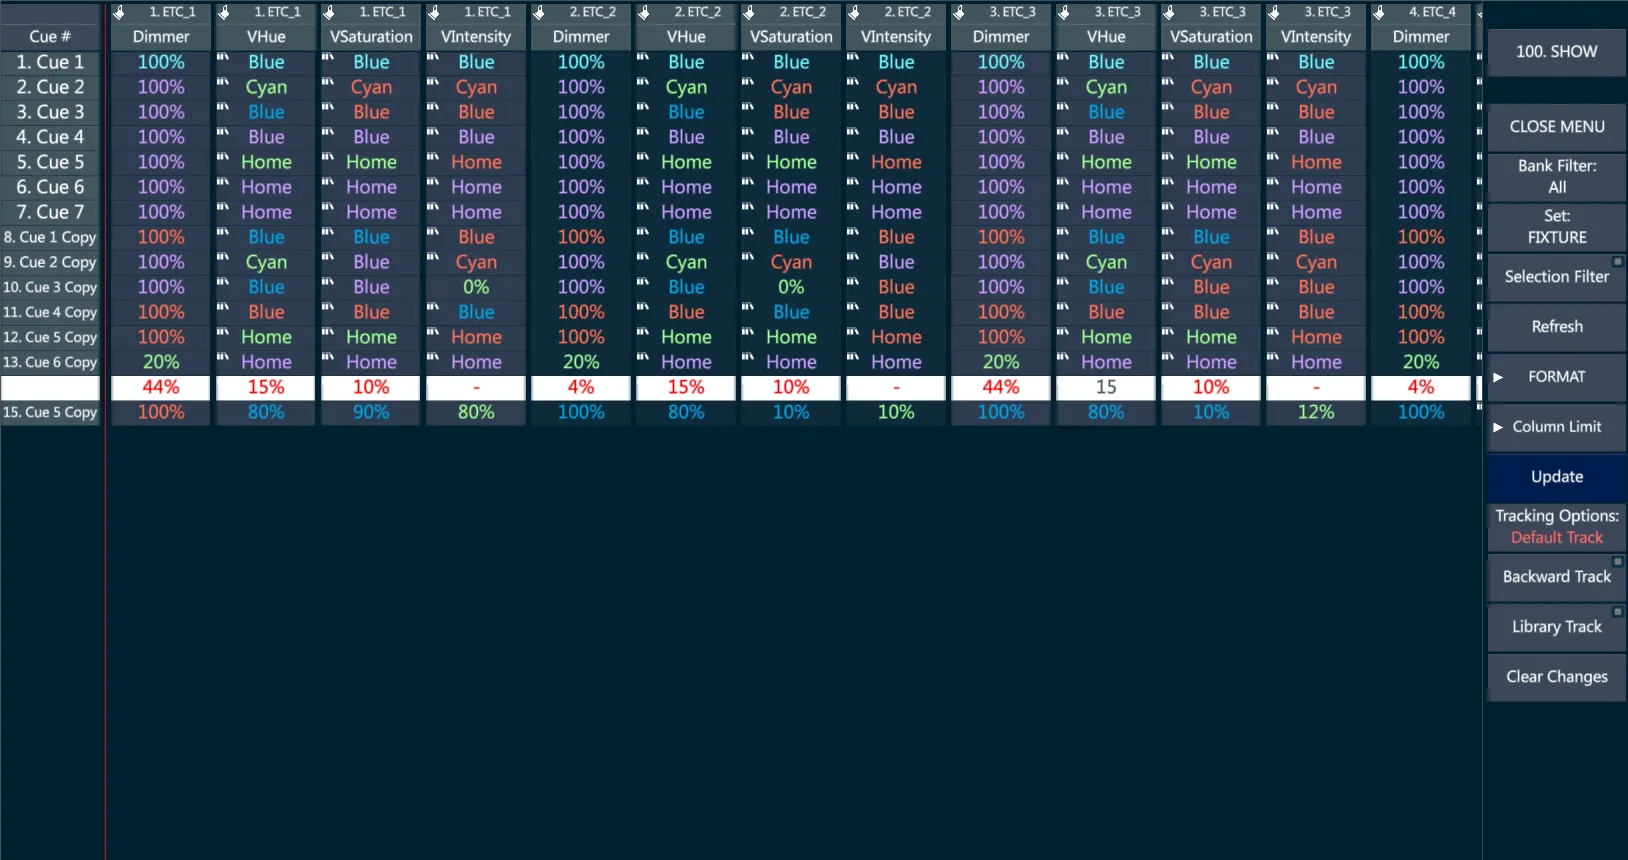 1. ETC_1 1. ETC_1 1. ETC_1 1. ETC_1 2. ETC_2 2. ETC_2 2. ETC_2 2. ETC_2 3. ETC_3 3. ETC_3 3. ETC_3 3. ETC_3 4. ETC_4
Cue # Dimmer VHue VSaturation VIntensity Dimmer VHue VSaturation VIntensity Dimmer VHue VSaturation VIntensity Dimmer
1. Cue 1 100% Blue Blue Blue 100% Blue Blue Blue 100% Blue Blue Blue 100%
2. Cue 2 100% Cyan Cyan Cyan 100% Cyan Cyan Cyan 100% Cyan Cyan Cyan 100%
3. Cue 3 100% Blue Blue Blue 100% Blue Blue Blue 100% Blue Blue Blue 100%
4. Cue 4 100% Blue Blue Blue 100% Blue Blue Blue 100% Blue Blue Blue 100%
5. Cue 5 100% Home Home Home 100% Home Home Home 100% Home Home Home 100%
6. Cue 6 100% Home Home Home 100% Home Home Home 100% Home Home Home 100%
7. Cue 7 100% Home Home Home 100% Home Home Home 100% Home Home Home 100%
8. Cue 1 Copy 100% Blue Blue Blue 100% Blue Blue Blue 100% Blue Blue Blue 100%
9. Cue 2 Copy 100% Cyan Blue Cyan 100% Cyan Cyan Blue 100% Cyan Cyan Cyan 100%
10. Cue 3 Copy 100% Blue Blue 0% 100% Blue 0% Blue 100% Blue Blue Blue 100%
11. Cue 4 Copy 100% Blue Blue Blue 100% Blue Blue Blue 100% Blue Blue Blue 100%
12. Cue 5 Copy 100% Home Home Home 100% Home Home Home 100% Home Home Home 100%
13. Cue 6 Copy 20% Home Home Home 20% Home Home Home 20% Home Home Home 20%
44% 15% 10% - 4% 15% 10% - 44% 15 10% - 4%
15. Cue 5 Copy 100% 80% 90% 80% 100% 80% 10% 10% 100% 80% 10% 12% 100%
100. SHOW
CLOSE MENU
Bank Filter:
All
Set:
FIXTURE
Selection Filter
Refresh
FORMAT
Column Limit
Update
Tracking Options:
Default Track
Backward Track
Library Track
Clear Changes